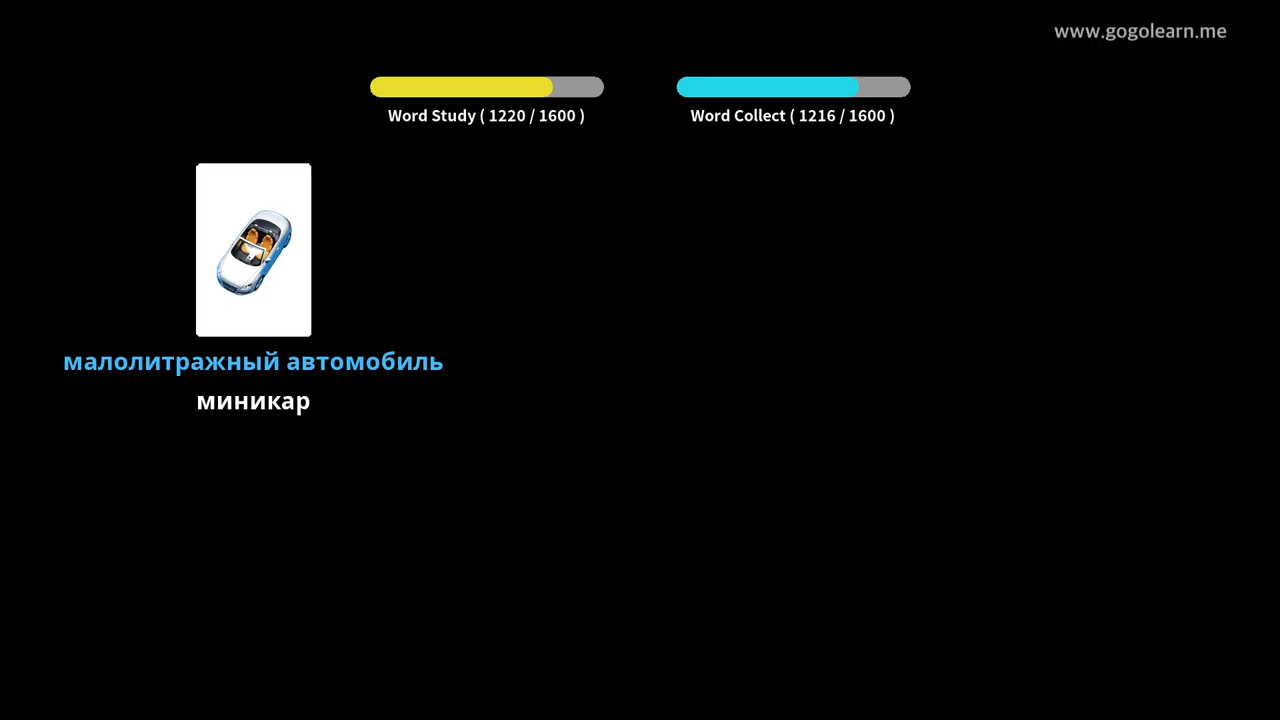 www.gogolearn.me
Word Study ( 1220 / 1600 )
Word Collect ( 1216 / 1600 )
малолитражный автомобиль
миникар